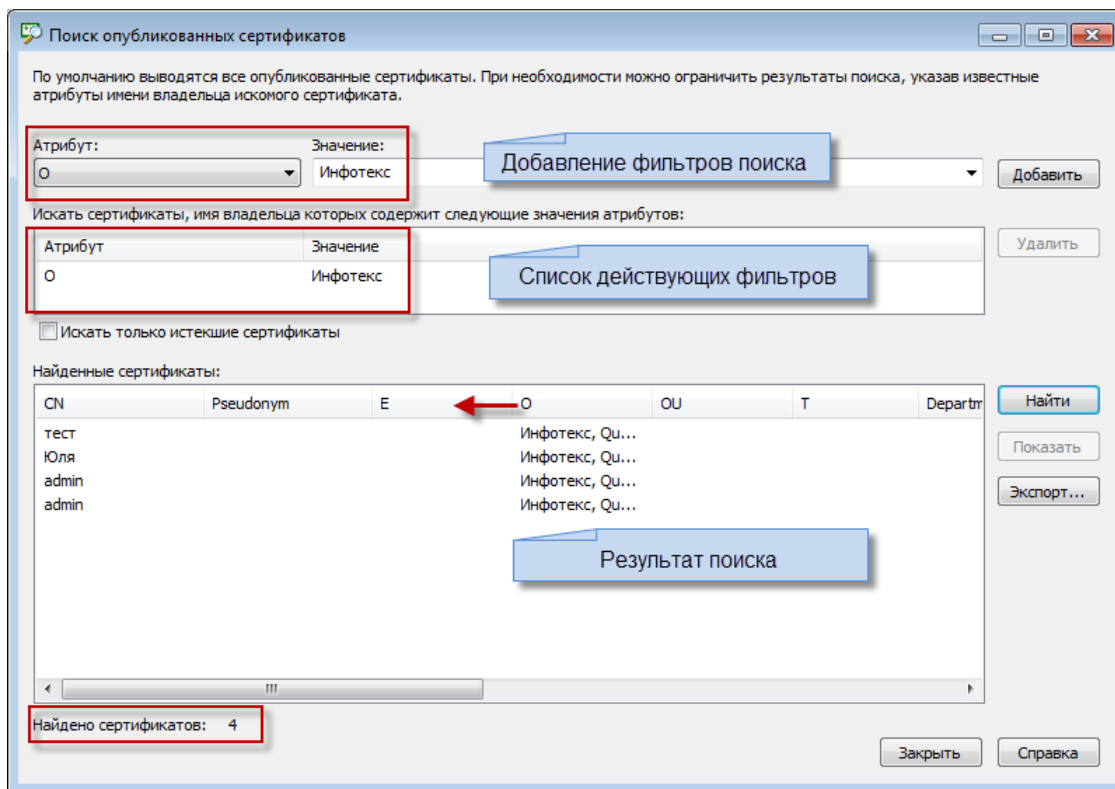 Поиск опубликованных сертификатов
По умолчанию выводятся все опубликованные сертификаты. При необходимости можно ограничить результаты поиска, указав известные
атрибуты имени владельца искомого сертификата.
Атрибут: Значение:
O Инфотекс Добавление фильтров поиска Добавить
Искать сертификаты, имя владельца которых содержит следующие значения атрибутов:
Атрибут Значение Удалить
O Инфотекс Список действующих фильтров
Искать только истекшие сертификаты
Найденные сертификаты:
CN Pseudonym E O OU T Departm Найти
тест Инфотекс, Qu...
Юля Инфотекс, Qu... Показать
admin Инфотекс, Qu...
admin Инфотекс, Qu... Экспорт...
Результат поиска
Найдено сертификатов: 4
Закрыть Справка